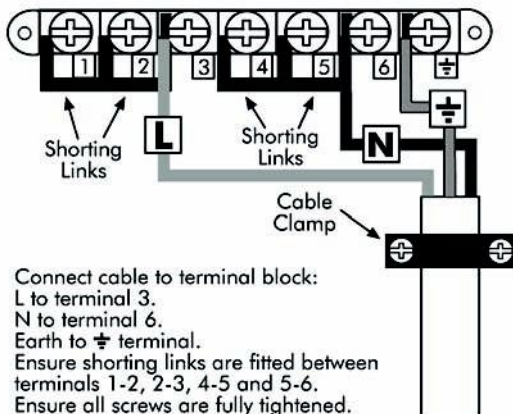 1 2 3 4 5 6
L
N
Shorting
Links
Shorting
Links
Cable
Clamp
Connect cable to terminal block:
L to terminal 3.
N to terminal 6.
Earth to ⏚ terminal.
Ensure shorting links are fitted between
terminals 1-2, 2-3, 4-5 and 5-6.
Ensure all screws are fully tightened.